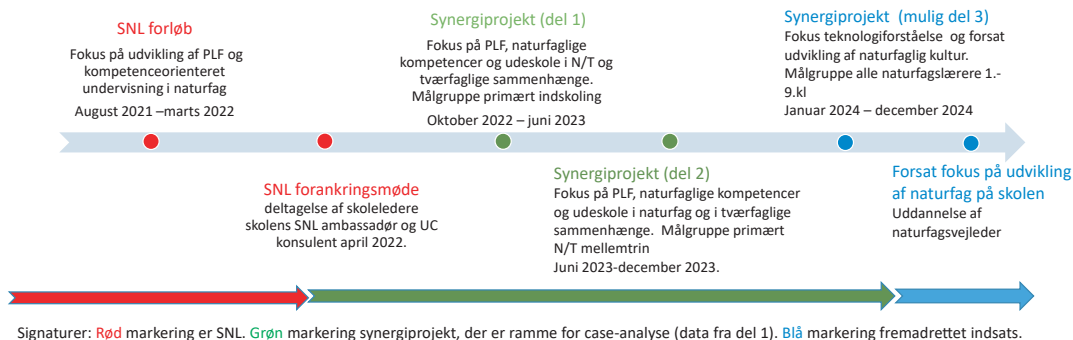 SNL forløb
Fokus på udvikling af PLF og
kompetenceorienteret
undervisning i naturfag
August 2021 –marts 2022
Synergiprojekt (del 1)
Fokus på PLF, naturfaglige
kompetencer og udeskole i N/T og
tværfaglige sammenhænge.
Målgruppe primært indskoling
Oktober 2022 – juni 2023
Synergiprojekt  (mulig del 3)
Fokus teknologiforståelse  og forsat
udvikling af naturfaglig kultur.
Målgruppe alle naturfagslærere 1.-
9.kl
Januar 2024 – december 2024
SNL forankringsmøde
deltagelse af skoleledere
skolens SNL ambassadør og UC
konsulent april 2022.
Synergiprojekt (del 2)
Fokus på PLF, naturfaglige kompetencer
og udeskole i naturfag og i tværfaglige
sammenhænge.  Målgruppe primært
N/T mellemtrin
Juni 2023-december 2023.
Forsat fokus på udvikling
af naturfag på skolen
Uddannelse af
naturfagsvejleder
Signaturer: Rød markering er SNL. Grøn markering synergiprojekt, der er ramme for case-analyse (data fra del 1). Blå markering fremadrettet indsats.